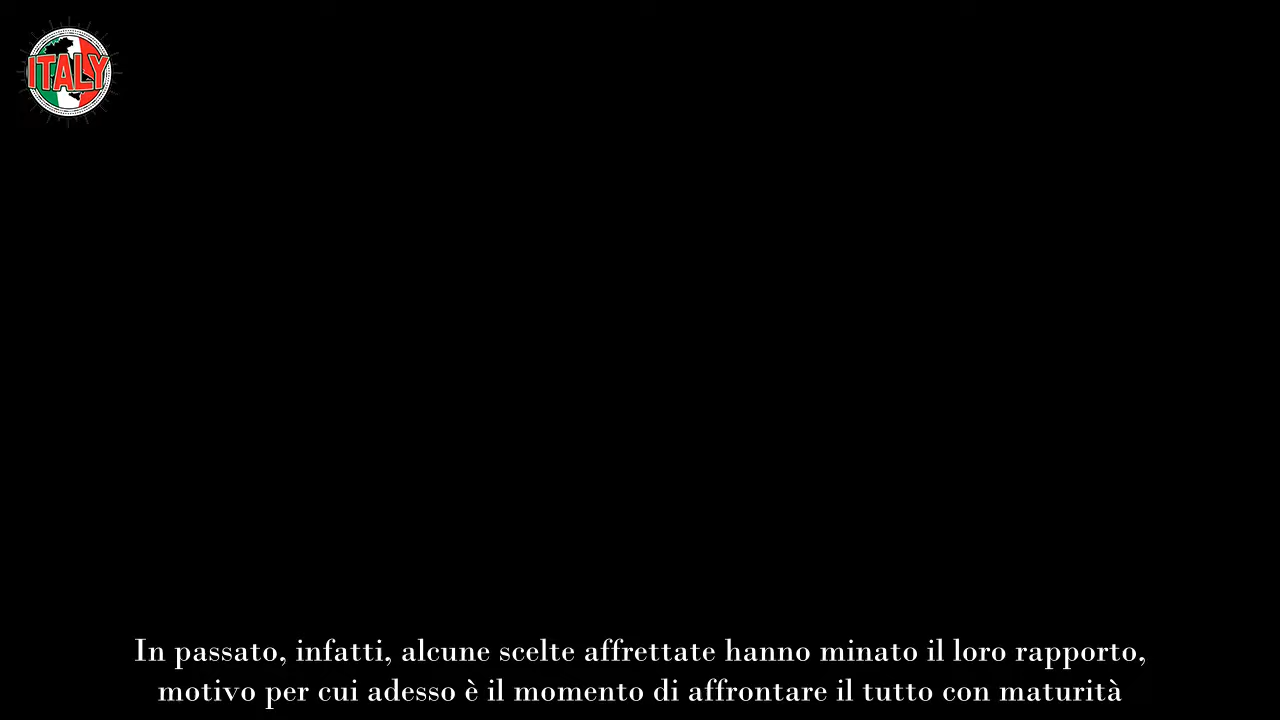 ITALY
In passato, infatti, alcune scelte affrettate hanno minato il loro rapporto,
motivo per cui adesso è il momento di affrontare il tutto con maturità